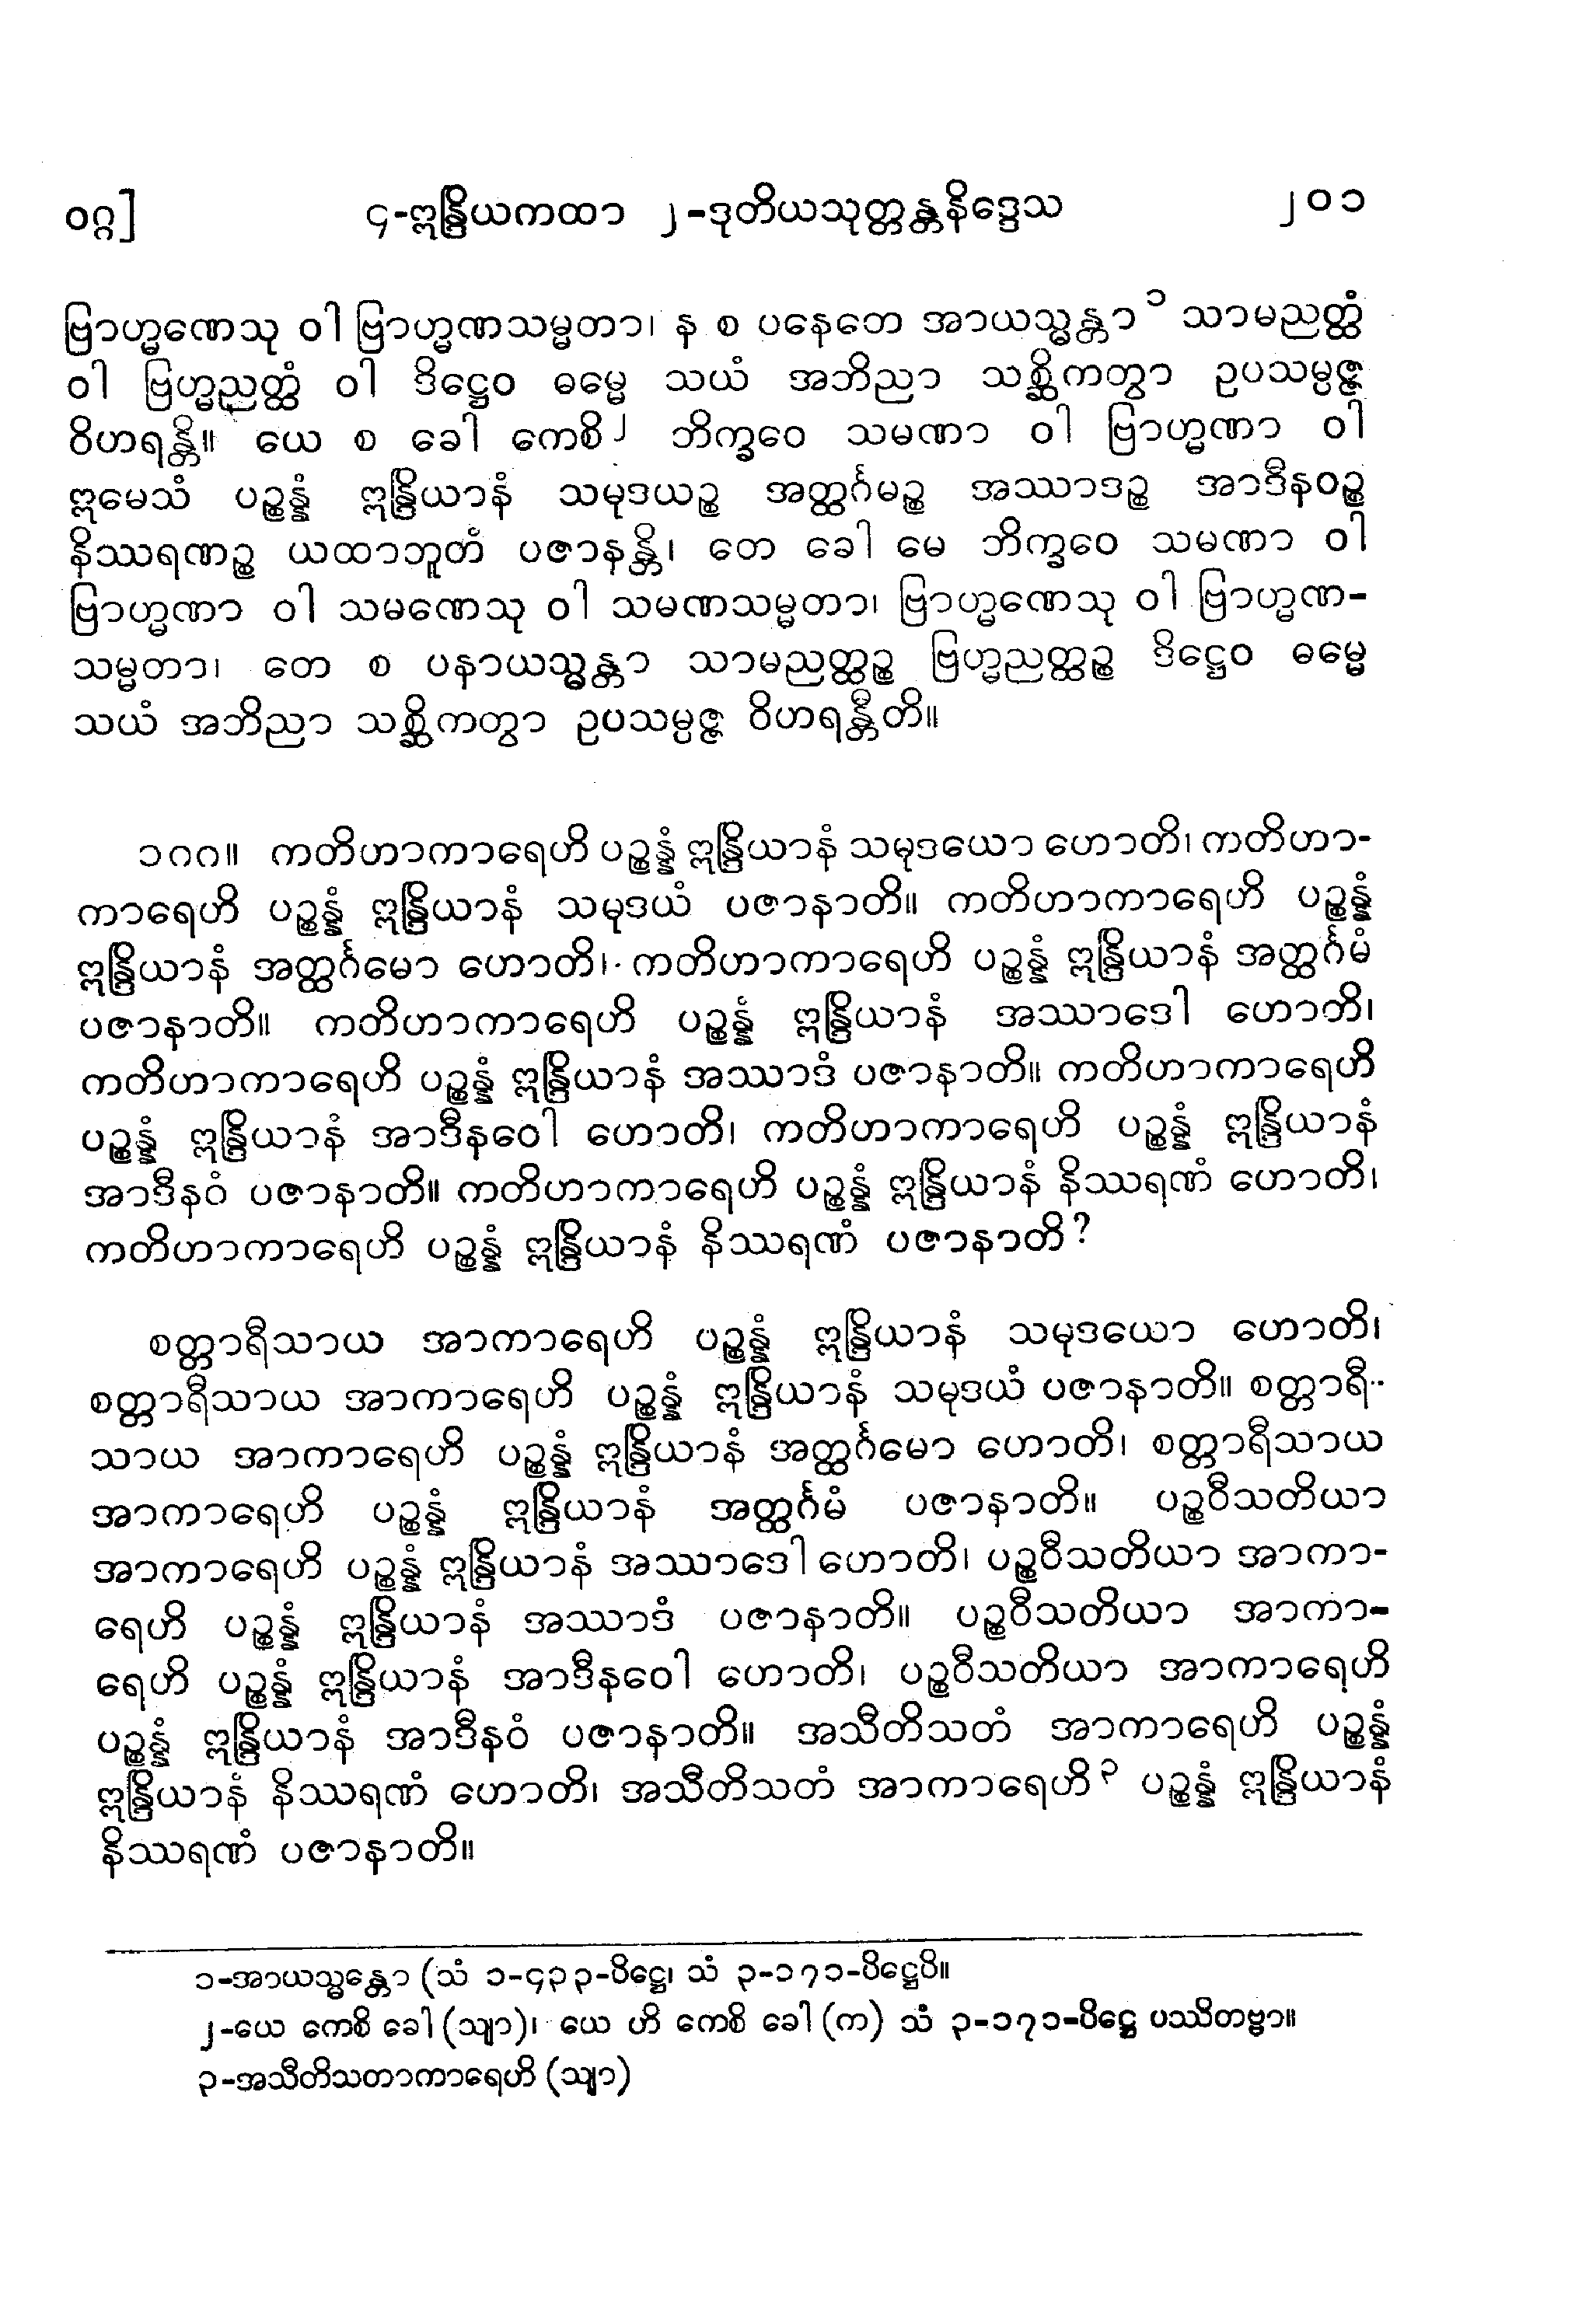 ဝဂ္ဂ]	၄-ဣန္ဒြိယကထာ ၂-ဒုတိယသုတ္တန္တနိဒ္ဒေသ	၂၀၁
ဗြာဟ္မဏေသု ဝါ ဗြာဟ္မဏသမ္မတာ၊ န စ ပနေတေ အာယသ္မန္တာ ၁ သာမညတ္ထံ
ဝါ ဗြဟ္မညတ္ထံ ဝါ ဒိဋ္ဌေဝ ဓမ္မေ သယံ အဘိညာ သစ္ဆိကတွာ ဥပသမ္ပဇ္ဇ
ဝိဟရန္တိ။ ယေ စ ခေါ ကေစိ ၂ ဘိက္ခဝေ သမဏာ ဝါ ဗြာဟ္မဏာ ဝါ
ဣမေသံ ပဉ္စန္နံ ဣန္ဒြိယာနံ သမုဒယဉ္စ အတ္ထင်္ဂမဉ္စ အဿာဒဉ္စ အာဒီနဝဉ္စ
နိဿရဏဉ္စ ယထာဘူတံ ပဇာနန္တိ၊ တေ ခေါ မေ ဘိက္ခဝေ သမဏာ ဝါ
ဗြာဟ္မဏာ ဝါ သမဏေသု ဝါ သမဏသမ္မတာ၊ ဗြာဟ္မဏေသု ဝါ ဗြာဟ္မဏ-
သမ္မတာ၊ တေ စ ပနာယသ္မန္တာ သာမညတ္ထဉ္စ ဗြဟ္မညတ္ထဉ္စ ဒိဋ္ဌေဝ ဓမ္မေ
သယံ အဘိညာ သစ္ဆိကတွာ ဥပသမ္ပဇ္ဇ ဝိဟရန္တီတိ။
၁၈၈။ ကတိဟာကာရေဟိ ပဉ္စန္နံ ဣန္ဒြိယာနံ သမုဒယော ဟောတိ၊ ကတိဟာ-
ကာရေဟိ ပဉ္စန္နံ ဣန္ဒြိယာနံ သမုဒယံ ပဇာနာတိ။ ကတိဟာကာရေဟိ ပဉ္စန္နံ
ဣန္ဒြိယာနံ အတ္ထင်္ဂမော ဟောတိ၊ ကတိဟာကာရေဟိ ပဉ္စန္နံ ဣန္ဒြိယာနံ အတ္ထင်္ဂမံ
ပဇာနာတိ။ ကတိဟာကာရေဟိ ပဉ္စန္နံ ဣန္ဒြိယာနံ အဿာဒေါ ဟောတိ၊
ကတိဟာကာရေဟိ ပဉ္စန္နံ ဣန္ဒြိယာနံ အဿာဒံ ပဇာနာတိ။ ကတိဟာကာရေဟိ
ပဉ္စန္နံ ဣန္ဒြိယာနံ အာဒီနဝေါ ဟောတိ၊ ကတိဟာကာရေဟိ ပဉ္စန္နံ ဣန္ဒြိယာနံ
အာဒီနဝံ ပဇာနာတိ။ ကတိဟာကာရေဟိ ပဉ္စန္နံ ဣန္ဒြိယာနံ နိဿရဏံ ဟောတိ၊
ကတိဟာကာရေဟိ ပဉ္စန္နံ ဣန္ဒြိယာနံ နိဿရဏံ ပဇာနာတိ?
စတ္တာရီသာယ အာကာရေဟိ ပဉ္စန္နံ ဣန္ဒြိယာနံ သမုဒယော ဟောတိ၊
စတ္တာရီသာယ အာကာရေဟိ ပဉ္စန္နံ ဣန္ဒြိယာနံ သမုဒယံ ပဇာနာတိ။ စတ္တာရီ-
သာယ အာကာရေဟိ ပဉ္စန္နံ ဣန္ဒြိယာနံ အတ္ထင်္ဂမော ဟောတိ၊ စတ္တာရီသာယ
အာကာရေဟိ ပဉ္စန္နံ ဣန္ဒြိယာနံ အတ္ထင်္ဂမံ ပဇာနာတိ။ ပဉ္စဝီသတိယာ
အာကာရေဟိ ပဉ္စန္နံ ဣန္ဒြိယာနံ အဿာဒေါ ဟောတိ၊ ပဉ္စဝီသတိယာ အာကာ-
ရေဟိ ပဉ္စန္နံ ဣန္ဒြိယာနံ အဿာဒံ ပဇာနာတိ။ ပဉ္စဝီသတိယာ အာကာ-
ရေဟိ ပဉ္စန္နံ ဣန္ဒြိယာနံ အာဒီနဝေါ ဟောတိ၊ ပဉ္စဝီသတိယာ အာကာရေဟိ
ပဉ္စန္နံ ဣန္ဒြိယာနံ အာဒီနဝံ ပဇာနာတိ။ အသီတိသတံ အာကာရေဟိ ပဉ္စန္နံ
ဣန္ဒြိယာနံ နိဿရဏံ ဟောတိ၊ အသီတိသတံ အာကာရေဟိ ၃ ပဉ္စန္နံ ဣန္ဒြိယာနံ
နိဿရဏံ ပဇာနာတိ။
၁-အာယသ္မန္တော (သံ ၁-၄၃၃-ပိဋ္ဌေ၊ သံ ၃-၁၇၁-ပိဋ္ဌေပိ။
၂-ယေ ကေစိ ခေါ (သျာ)၊ ယေ ဟိ ကေစိ ခေါ (က) သံ ၃-၁၇၁-ပိဋ္ဌေ ပဿိတဗ္ဗာ။
၃-အသီတိသတာကာရေဟိ (သျာ)